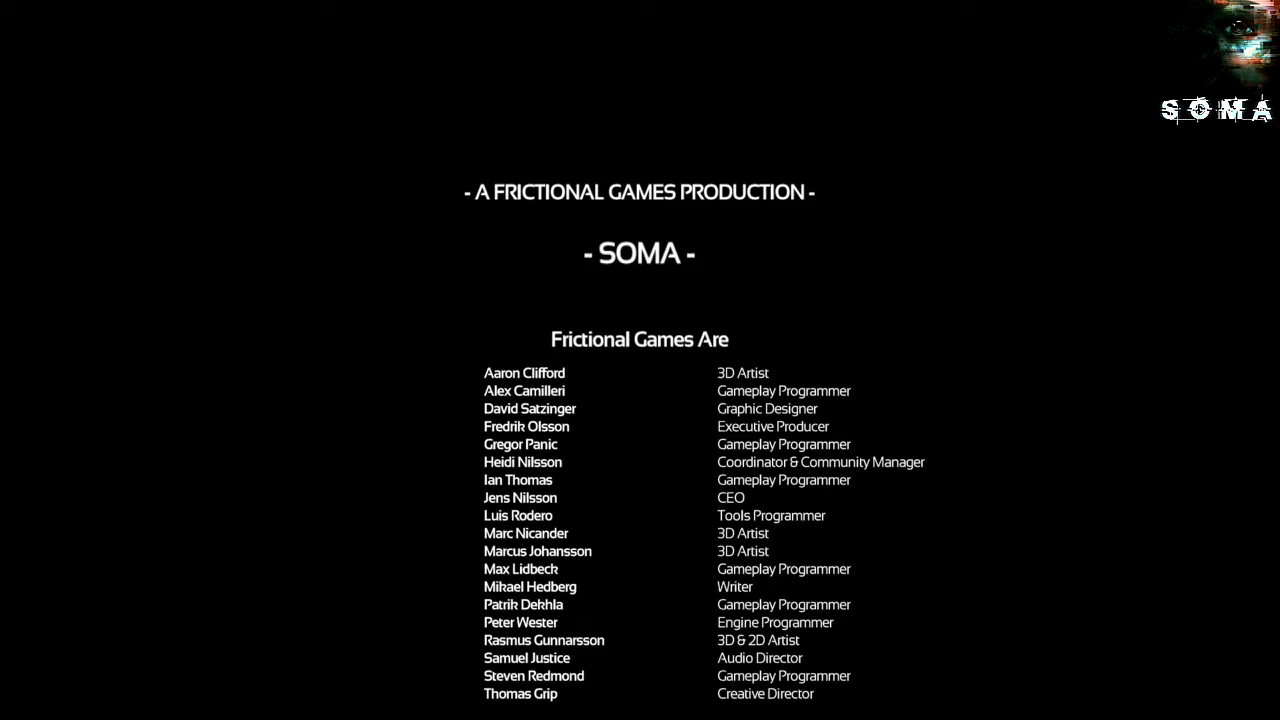 SOMA
- A FRICTIONAL GAMES PRODUCTION -
- SOMA -
Frictional Games Are
Aaron Clifford 3D Artist
Alex Camilleri Gameplay Programmer
David Satzinger Graphic Designer
Fredrik Olsson Executive Producer
Gregor Panic Gameplay Programmer
Heidi Nilsson Coordinator & Community Manager
Ian Thomas Gameplay Programmer
Jens Nilsson CEO
Luis Rodero Tools Programmer
Marc Nicander 3D Artist
Marcus Johansson 3D Artist
Max Lidbeck Gameplay Programmer
Mikael Hedberg Writer
Patrik Dekhla Gameplay Programmer
Peter Wester Engine Programmer
Rasmus Gunnarsson 3D & 2D Artist
Samuel Justice Audio Director
Steven Redmond Gameplay Programmer
Thomas Grip Creative Director